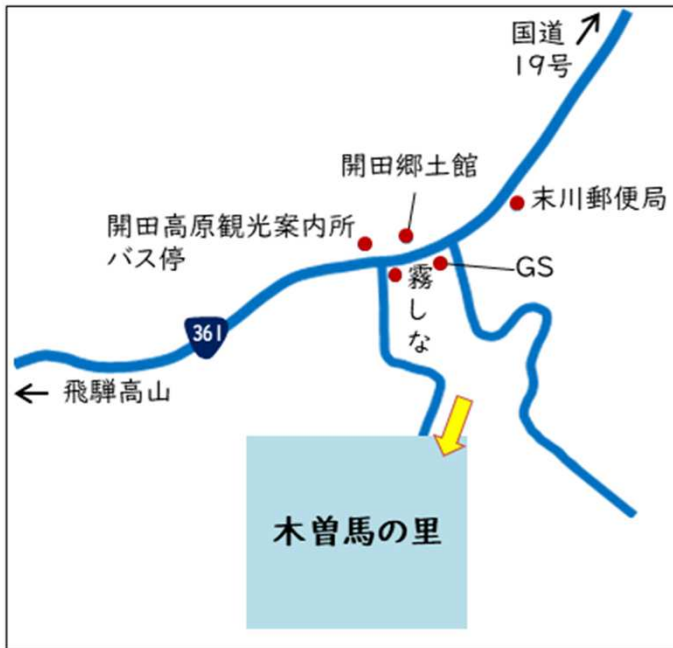 国道
19号
開田郷土館
末川郵便局
開田高原観光案内所
バス停
GS
霧しな
361
飛騨高山
木曽馬の里